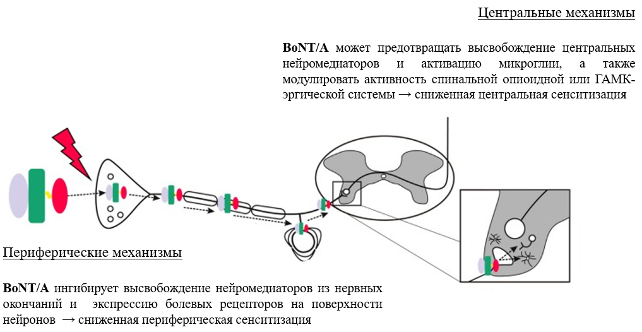 Центральные механизмы
BoNT/A может предотвращать высвобождение центральных
нейромедиаторов и активацию микроглии, а также
модулировать активность спинальной опиоидной или ГАМК-
эргической системы → сниженная центральная сенситизация
Периферические механизмы
BoNT/A ингибирует высвобождение нейромедиаторов из нервных
окончаний и экспрессию болевых рецепторов на поверхности
нейронов → сниженная периферическая сенситизация